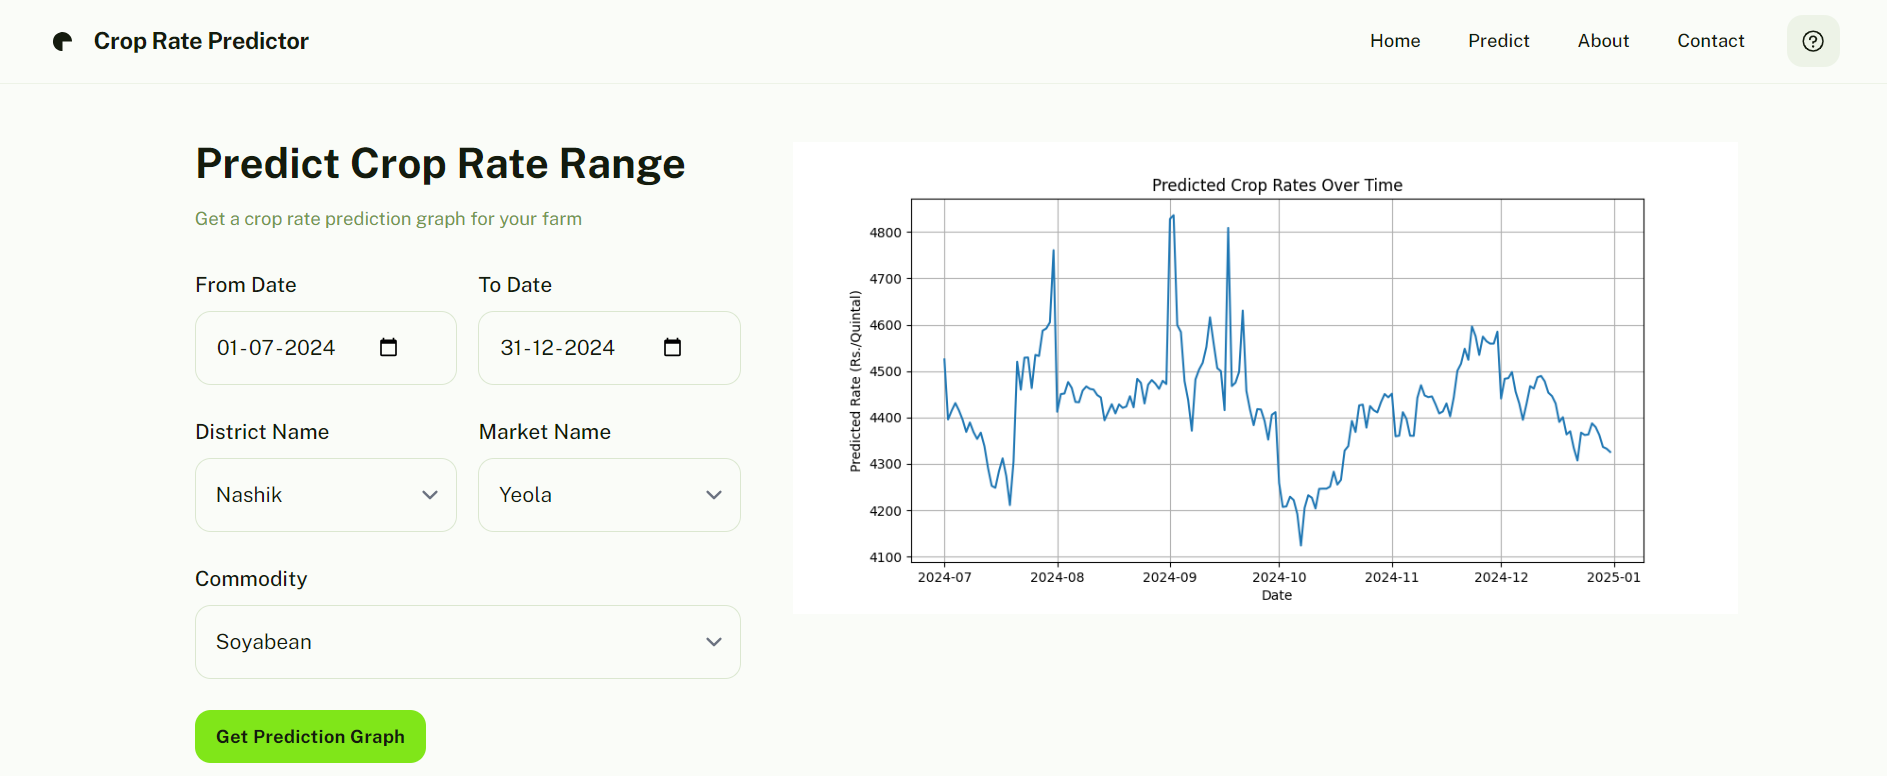 Crop Rate Predictor
Home
Predict
About
Contact
?
Predict Crop Rate Range
Get a crop rate prediction graph for your farm
From Date
To Date
01-07-2024
31-12-2024
District Name
Market Name
Nashik
Yeola
Commodity
Soyabean
Get Prediction Graph
Predicted Crop Rates Over Time
Predicted Rate (Rs./Quintal)
4800
4700
4600
4500
4400
4300
4200
4100
2024-07
2024-08
2024-09
2024-10
2024-11
2024-12
2025-01
Date